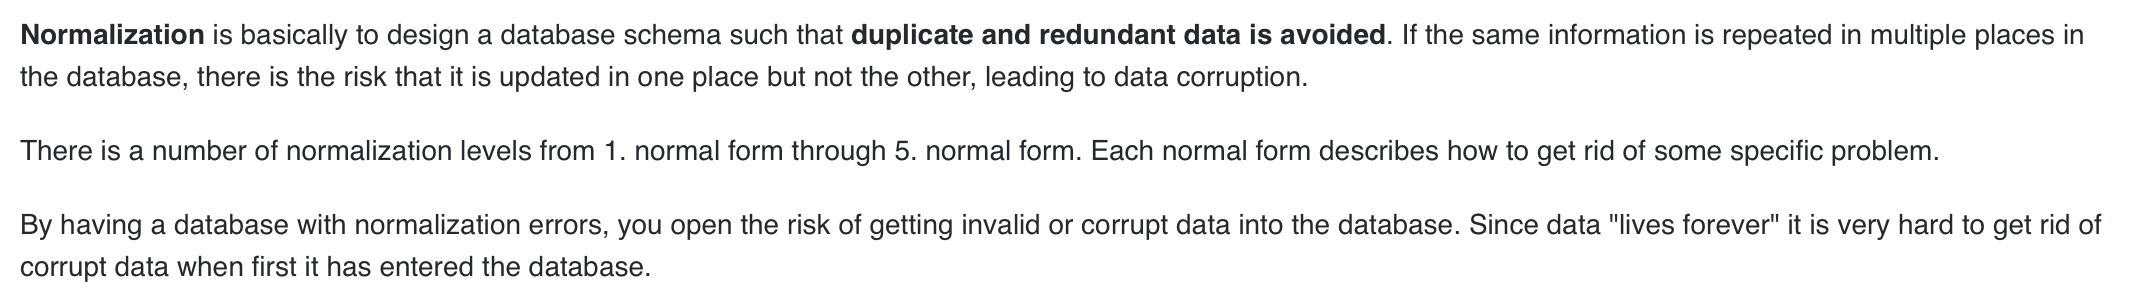 Normalization is basically to design a database schema such that duplicate and redundant data is avoided. If the same information is repeated in multiple places in
the database, there is the risk that it is updated in one place but not the other, leading to data corruption.
There is a number of normalization levels from 1. normal form through 5. normal form. Each normal form describes how to get rid of some specific problem.
By having a database with normalization errors, you open the risk of getting invalid or corrupt data into the database. Since data "lives forever" it is very hard to get rid of
corrupt data when first it has entered the database.